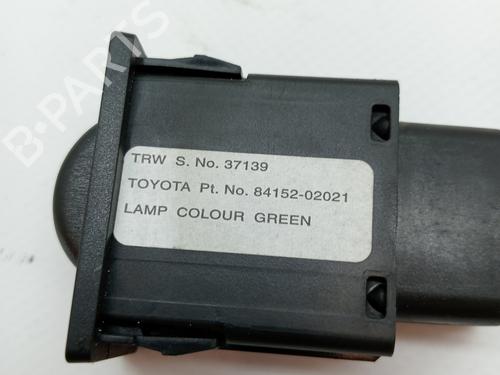 B-PARTS
TRW S. No. 37139
TOYOTA Pt. No. 84152-02021
LAMP COLOUR GREEN